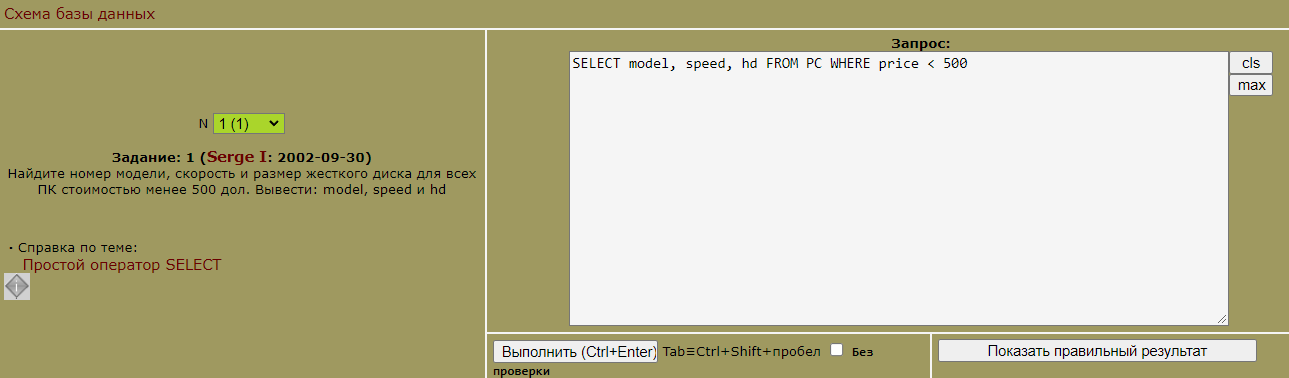 Схема базы данных
N 1 (1)
Задание: 1 (Serge I: 2002-09-30)
Найдите номер модели, скорость и размер жесткого диска для всех
ПК стоимостью менее 500 дол. Вывести: model, speed и hd
· Справка по теме:
Простой оператор SELECT
i
Запрос:
SELECT model, speed, hd FROM PC WHERE price < 500
cls
max
Выполнить (Ctrl+Enter) Tab≡Ctrl+Shift+пробел Без
проверки
Показать правильный результат